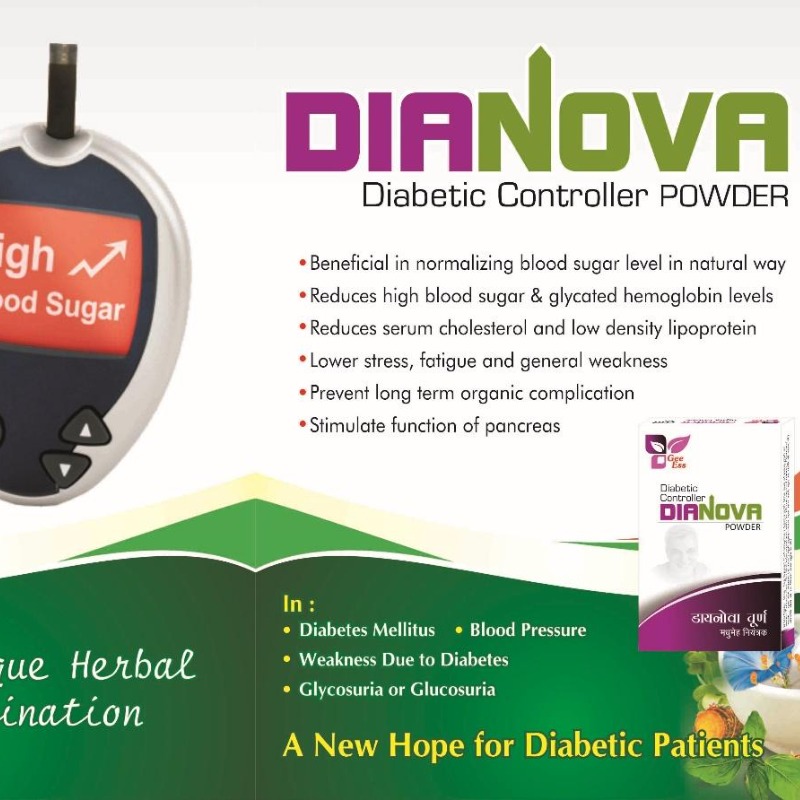 igh
ood Sugar
DIANOVA
Diabetic Controller POWDER
•Beneficial in normalizing blood sugar level in natural way
•Reduces high blood sugar & glycated hemoglobin levels
•Reduces serum cholesterol and low density lipoprotein
•Lower stress, fatigue and general weakness
•Prevent long term organic complication
•Stimulate function of pancreas
Gee
Ess
Diabetic
Controller
DIANOVA
POWDER
डायनोवा चूर्ण
मधुमेह नियंत्रक
In :
• Diabetes Mellitus • Blood Pressure
• Weakness Due to Diabetes
• Glycosuria or Glucosuria
que Herbal
ination
A New Hope for Diabetic Patients